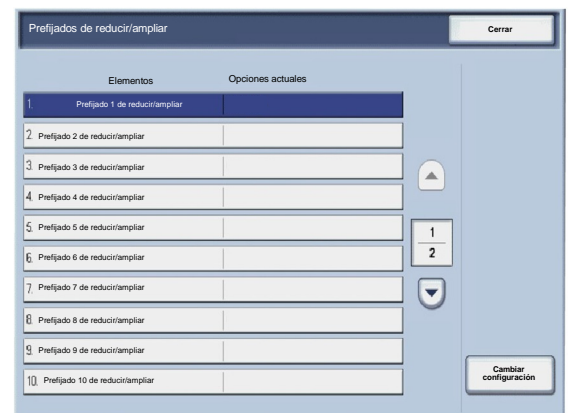 Prefijados de reducir/ampliar
Cerrar
Elementos Opciones actuales
1. Prefijado 1 de reducir/ampliar
2. Prefijado 2 de reducir/ampliar
3. Prefijado 3 de reducir/ampliar
4. Prefijado 4 de reducir/ampliar
5. Prefijado 5 de reducir/ampliar
6. Prefijado 6 de reducir/ampliar
7. Prefijado 7 de reducir/ampliar
8. Prefijado 8 de reducir/ampliar
9. Prefijado 9 de reducir/ampliar
10. Prefijado 10 de reducir/ampliar
1
2
Cambiar
configuración